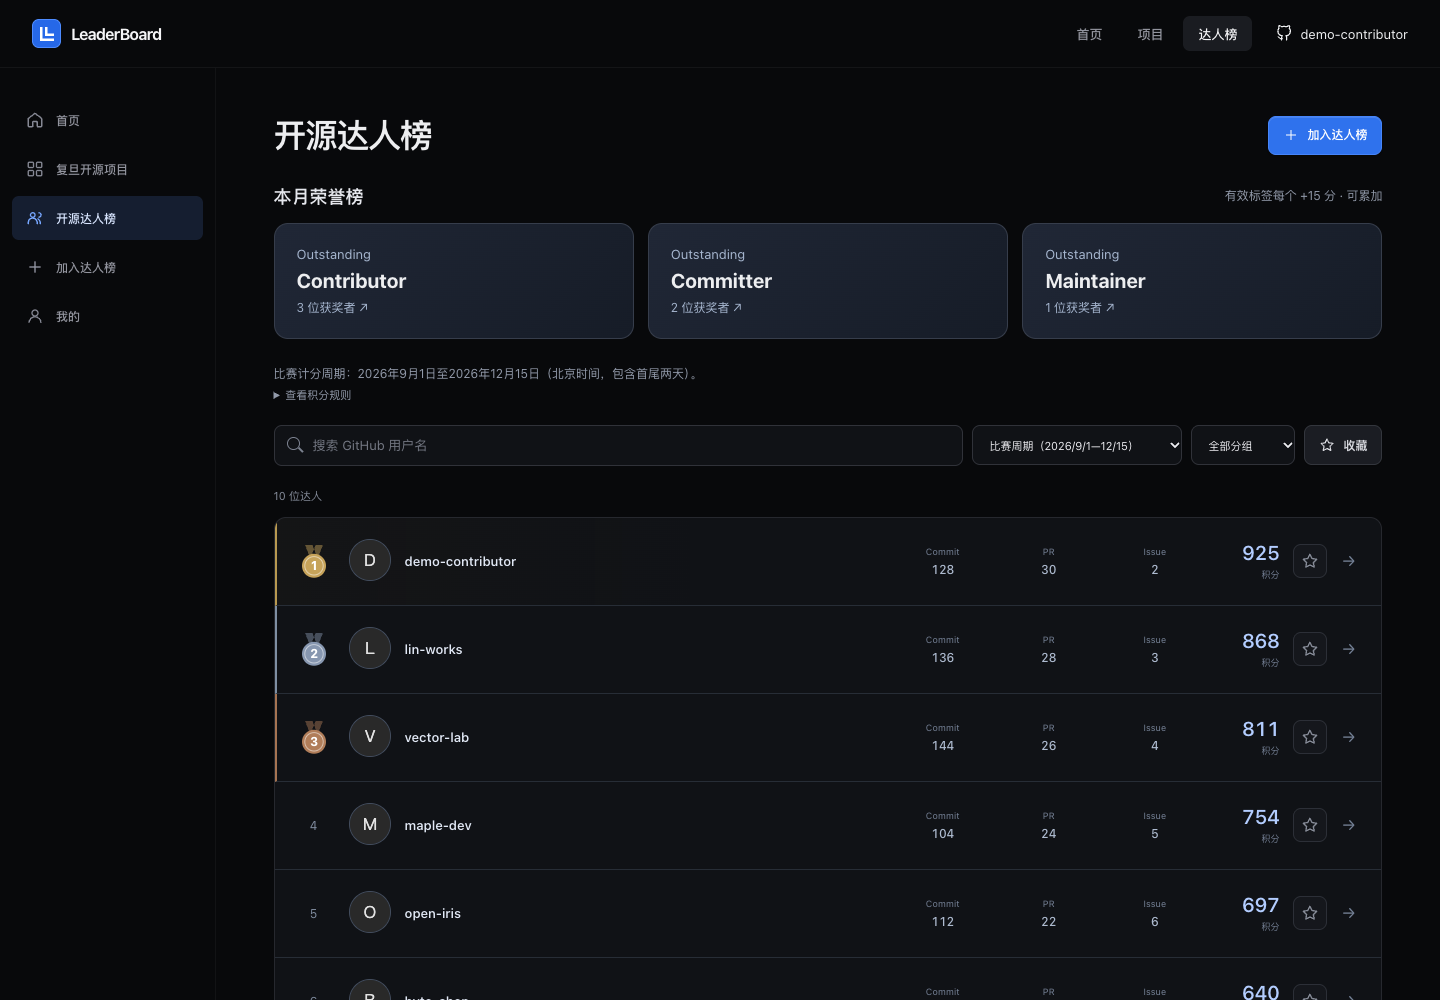 LeaderBoard
首页
项目
达人榜
demo-contributor
首页
复旦开源项目
开源达人榜
加入达人榜
我的
开源达人榜
加入达人榜
本月荣誉榜
有效标签每个 +15 分 · 可累加
Outstanding
Contributor
3 位获奖者 ↗
Outstanding
Committer
2 位获奖者 ↗
Outstanding
Maintainer
1 位获奖者 ↗
比赛计分周期：2026年9月1日至2026年12月15日（北京时间，包含首尾两天）。
查看积分规则
搜索 GitHub 用户名
比赛周期（2026/9/1—12/15）
全部分组
收藏
10 位达人
1 D demo-contributor Commit 128 PR 30 Issue 2 925 积分
2 L lin-works Commit 136 PR 28 Issue 3 868 积分
3 V vector-lab Commit 144 PR 26 Issue 4 811 积分
4 M maple-dev Commit 104 PR 24 Issue 5 754 积分
5 O open-iris Commit 112 PR 22 Issue 6 697 积分
Commit PR Issue 640